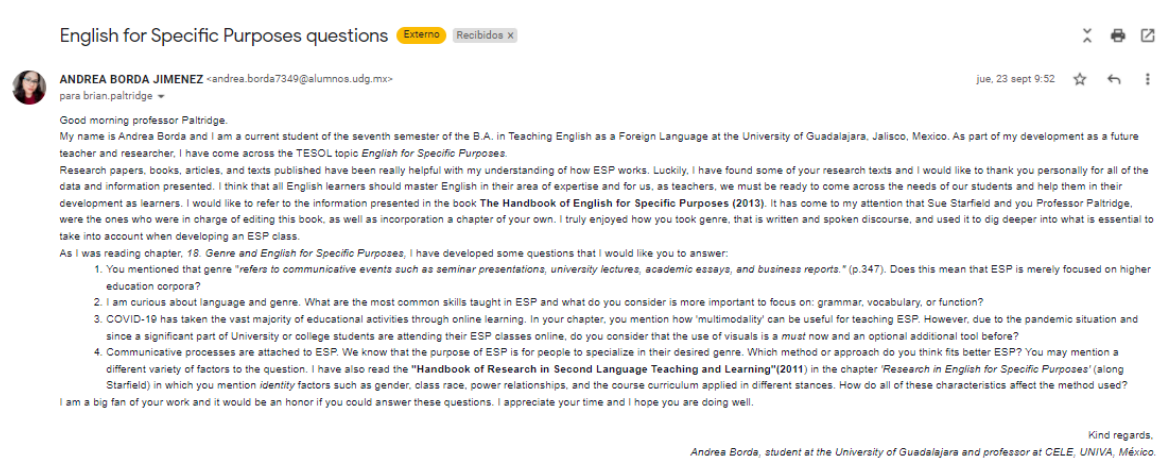 English for Specific Purposes questions Externo Recibidos x
ANDREA BORDA JIMENEZ <andrea.borda7349@alumnos.udg.mx> jue, 23 sept 9:52
para brian.paltridge
Good morning professor Paltridge.
My name is Andrea Borda and I am a current student of the seventh semester of the B.A. in Teaching English as a Foreign Language at the University of Guadalajara, Jalisco, Mexico. As part of my development as a future
teacher and researcher, I have come across the TESOL topic English for Specific Purposes.
Research papers, books, articles, and texts published have been really helpful with my understanding of how ESP works. Luckily, I have found some of your research texts and I would like to thank you personally for all of the
data and information presented. I think that all English learners should master English in their area of expertise and for us, as teachers, we must be ready to come across the needs of our students and help them in their
development as learners. I would like to refer to the information presented in the book The Handbook of English for Specific Purposes (2013). It has come to my attention that Sue Starfield and you Professor Paltridge,
were the ones who were in charge of editing this book, as well as incorporation a chapter of your own. I truly enjoyed how you took genre, that is written and spoken discourse, and used it to dig deeper into what is essential to
take into account when developing an ESP class.
As I was reading chapter, 18. Genre and English for Specific Purposes, I have developed some questions that I would like you to answer:
1. You mentioned that genre "refers to communicative events such as seminar presentations, university lectures, academic essays, and business reports." (p.347). Does this mean that ESP is merely focused on higher
education corpora?
2. I am curious about language and genre. What are the most common skills taught in ESP and what do you consider is more important to focus on: grammar, vocabulary, or function?
3. COVID-19 has taken the vast majority of educational activities through online learning. In your chapter, you mention how 'multimodality' can be useful for teaching ESP. However, due to the pandemic situation and
since a significant part of University or college students are attending their ESP classes online, do you consider that the use of visuals is a must now and an optional additional tool before?
4. Communicative processes are attached to ESP. We know that the purpose of ESP is for people to specialize in their desired genre. Which method or approach do you think fits better ESP? You may mention a
different variety of factors to the question. I have also read the "Handbook of Research in Second Language Teaching and Learning"(2011) in the chapter 'Research in English for Specific Purposes' (along
Starfield) in which you mention identity factors such as gender, class race, power relationships, and the course curriculum applied in different stances. How do all of these characteristics affect the method used?
I am a big fan of your work and it would be an honor if you could answer these questions. I appreciate your time and I hope you are doing well.
Kind regards,
Andrea Borda, student at the University of Guadalajara and professor at CELE, UNIVA, México.